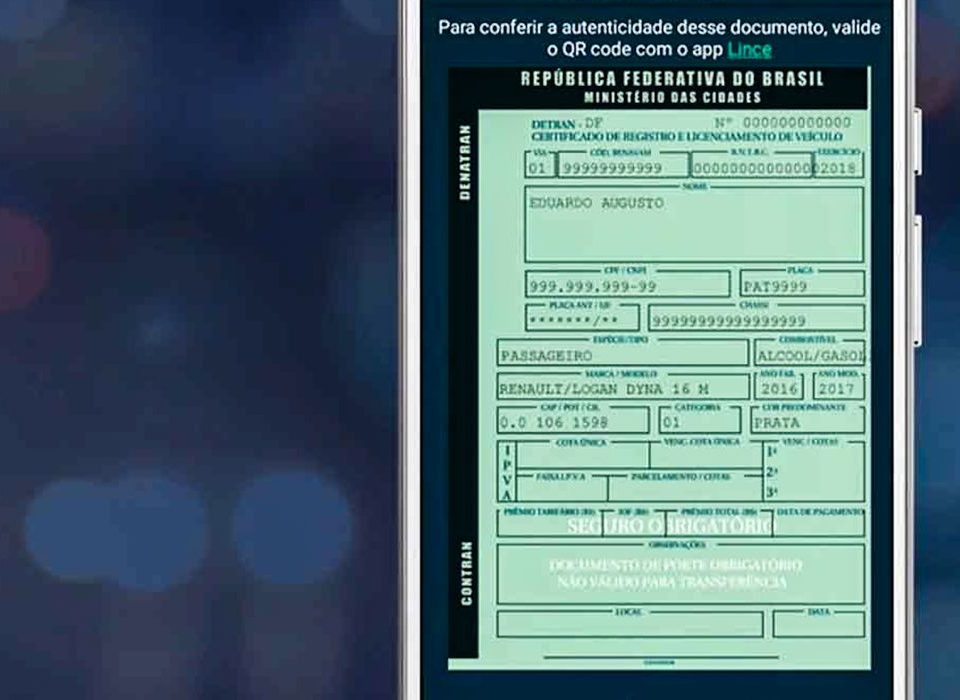 Para conferir a autenticidade desse documento, valide
o QR code com o app Lince
REPÚBLICA FEDERATIVA DO BRASIL
MINISTÉRIO DAS CIDADES
DENATRAN
DETRAN - DF Nº 000000000000
CERTIFICADO DE REGISTRO E LICENCIAMENTO DE VEÍCULO
VIA CÓD. RENAVAM R.N.T.R.C. EXERCÍCIO
01 99999999999 00000000000000 2018
NOME
EDUARDO AUGUSTO
CPF / CNPJ PLACA
999.999.999-99 PAT9999
PLACA ANT / UF CHASSI
*******/** 99999999999999999
ESPÉCIE/TIPO COMBUSTÍVEL
PASSAGEIRO ALCOOL/GASOL
MARCA / MODELO ANO FAB. ANO MOD.
RENAULT/LOGAN DYNA 16 M 2016 2017
CAP / POT / CIL CATEGORIA COR PREDOMINANTE
0.0 106 1598 01 PRATA
IPVA
COTA ÚNICA VENC. COTA ÚNICA VENC / COTAS
1ª
FAIXA I.P.V.A PARCELAMENTO / COTAS 2ª
3ª
PRÊMIO TARIFÁRIO (R$) IOF (R$) PRÊMIO TOTAL (R$) DATA DE PAGAMENTO
SEGURO OBRIGATÓRIO
OBSERVAÇÕES
DOCUMENTO DE PORTE OBRIGATÓRIO
NÃO VÁLIDO PARA TRANSFERÊNCIA
CONTRAN
LOCAL DATA